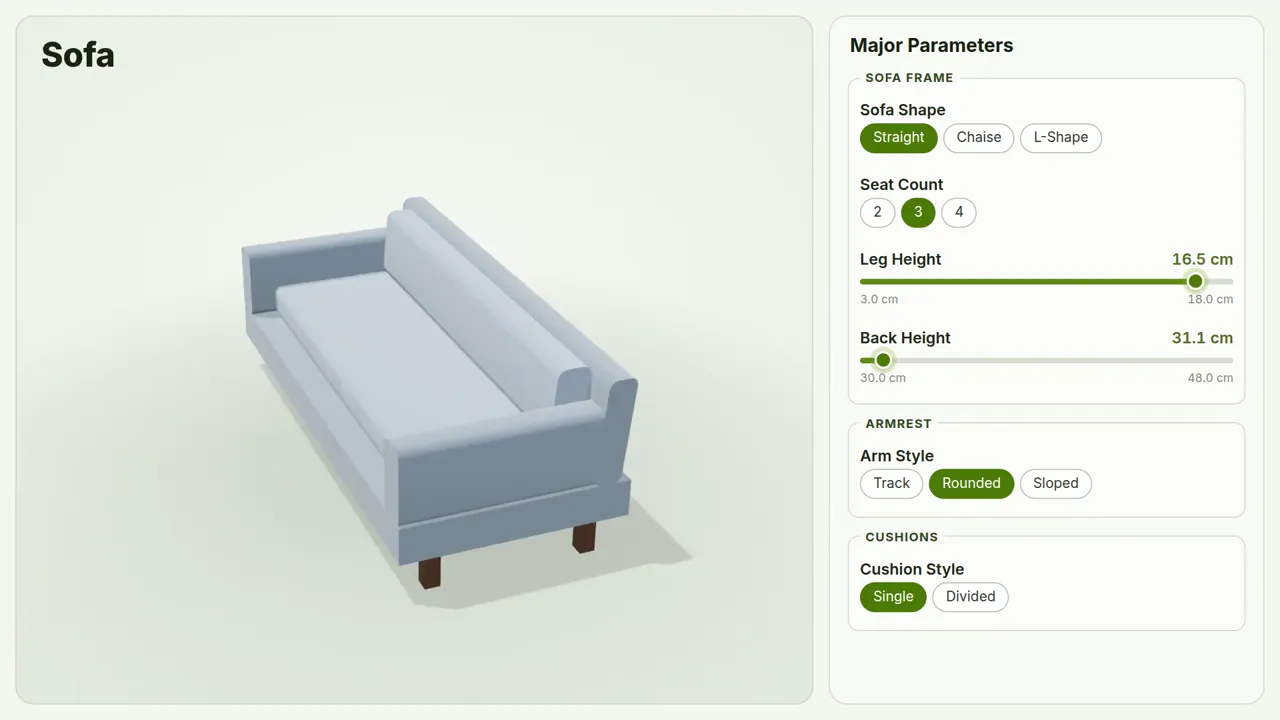 Sofa
Major Parameters
SOFA FRAME
Sofa Shape
Straight Chaise L-Shape
Seat Count
2 3 4
Leg Height 16.5 cm
3.0 cm 18.0 cm
Back Height 31.1 cm
30.0 cm 48.0 cm
ARMREST
Arm Style
Track Rounded Sloped
CUSHIONS
Cushion Style
Single Divided